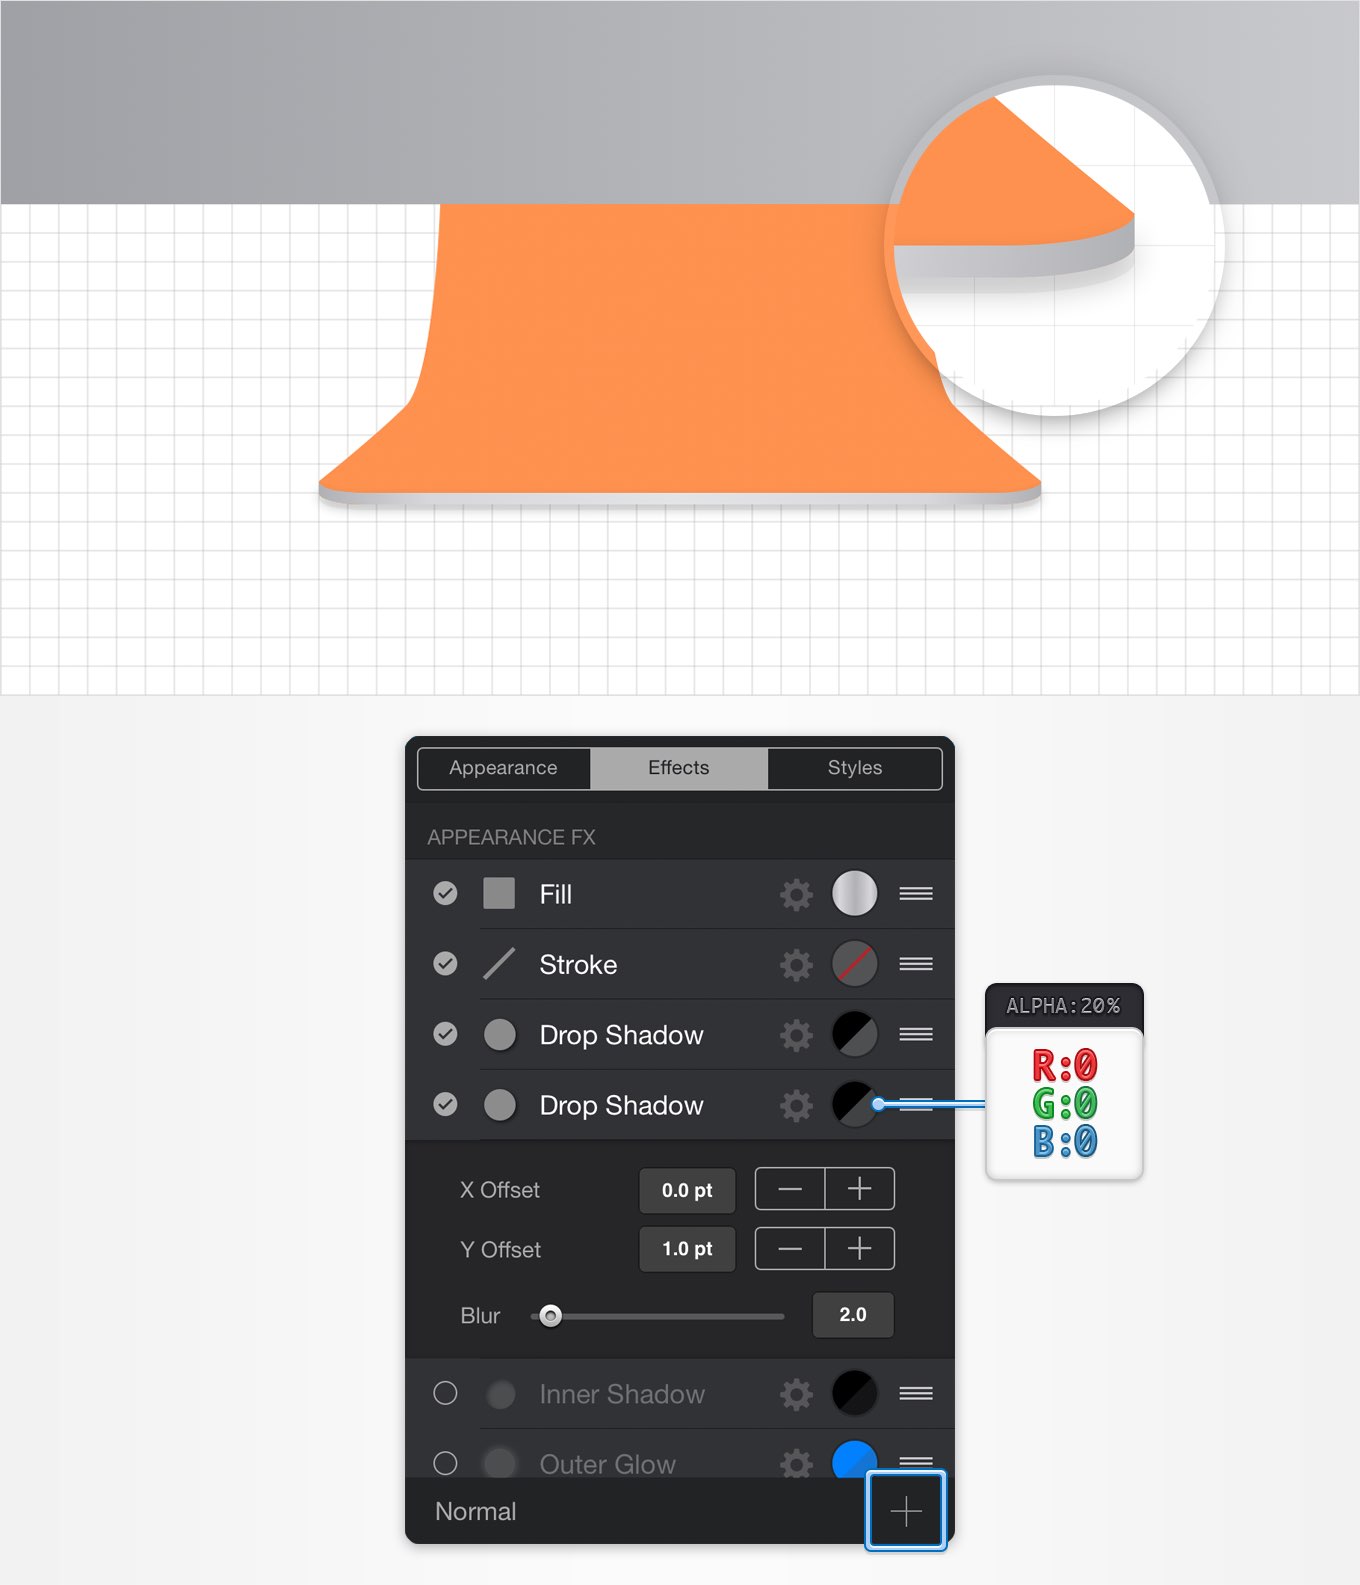 Appearance Effects Styles
APPEARANCE FX
Fill
Stroke
Drop Shadow
ALPHA:20%
R:0
G:0
B:0
Drop Shadow
X Offset 0.0 pt
Y Offset 1.0 pt
Blur 2.0
Inner Shadow
Outer Glow
Normal